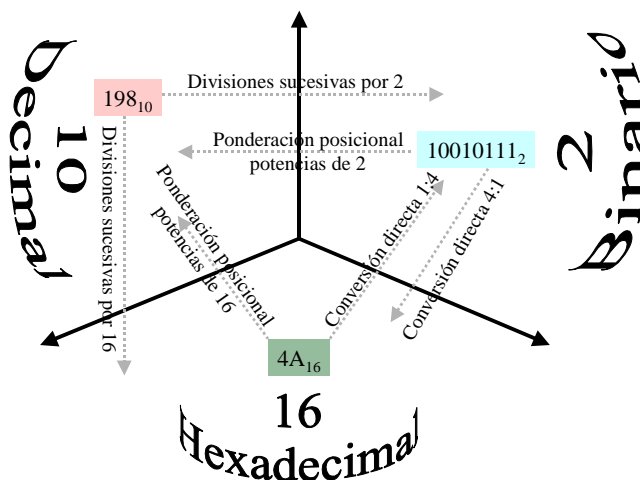 Decimal
10
198₁₀
Divisiones sucesivas por 2
Divisiones sucesivas por 16
Ponderación posicional
potencias de 2
10010111₂
2
Binario
Ponderación posicional
potencias de 16
Conversión directa 1:4
Conversión directa 4:1
4A₁₆
16
Hexadecimal